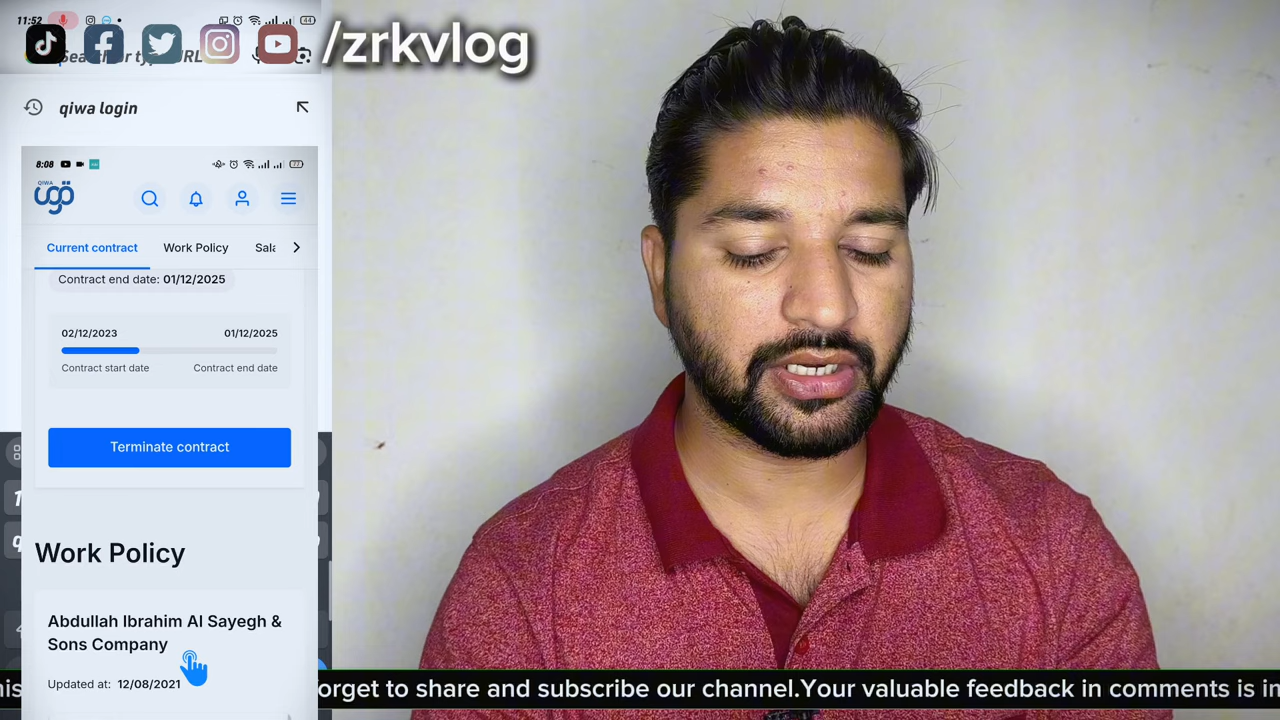 11:52
44
/zrkvlog
qiwa login
8:08
77
QIWA
قوى
Current contract
Work Policy
Contract end date: 01/12/2025
02/12/2023
01/12/2025
Contract start date
Contract end date
Terminate contract
Work Policy
Abdullah Ibrahim Al Sayegh &
Sons Company
Updated at: 12/08/2021
to share and subscribe our channel.Your valuable feedback in comments is